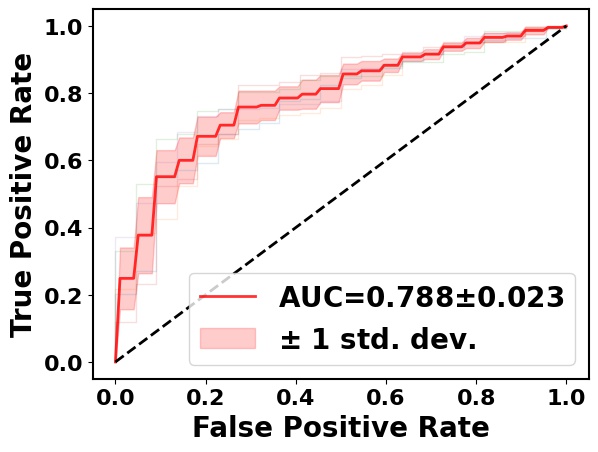 1.0
0.8
0.6
0.4
0.2
0.0
True Positive Rate
AUC=0.788±0.023
± 1 std. dev.
0.0 0.2 0.4 0.6 0.8 1.0
False Positive Rate